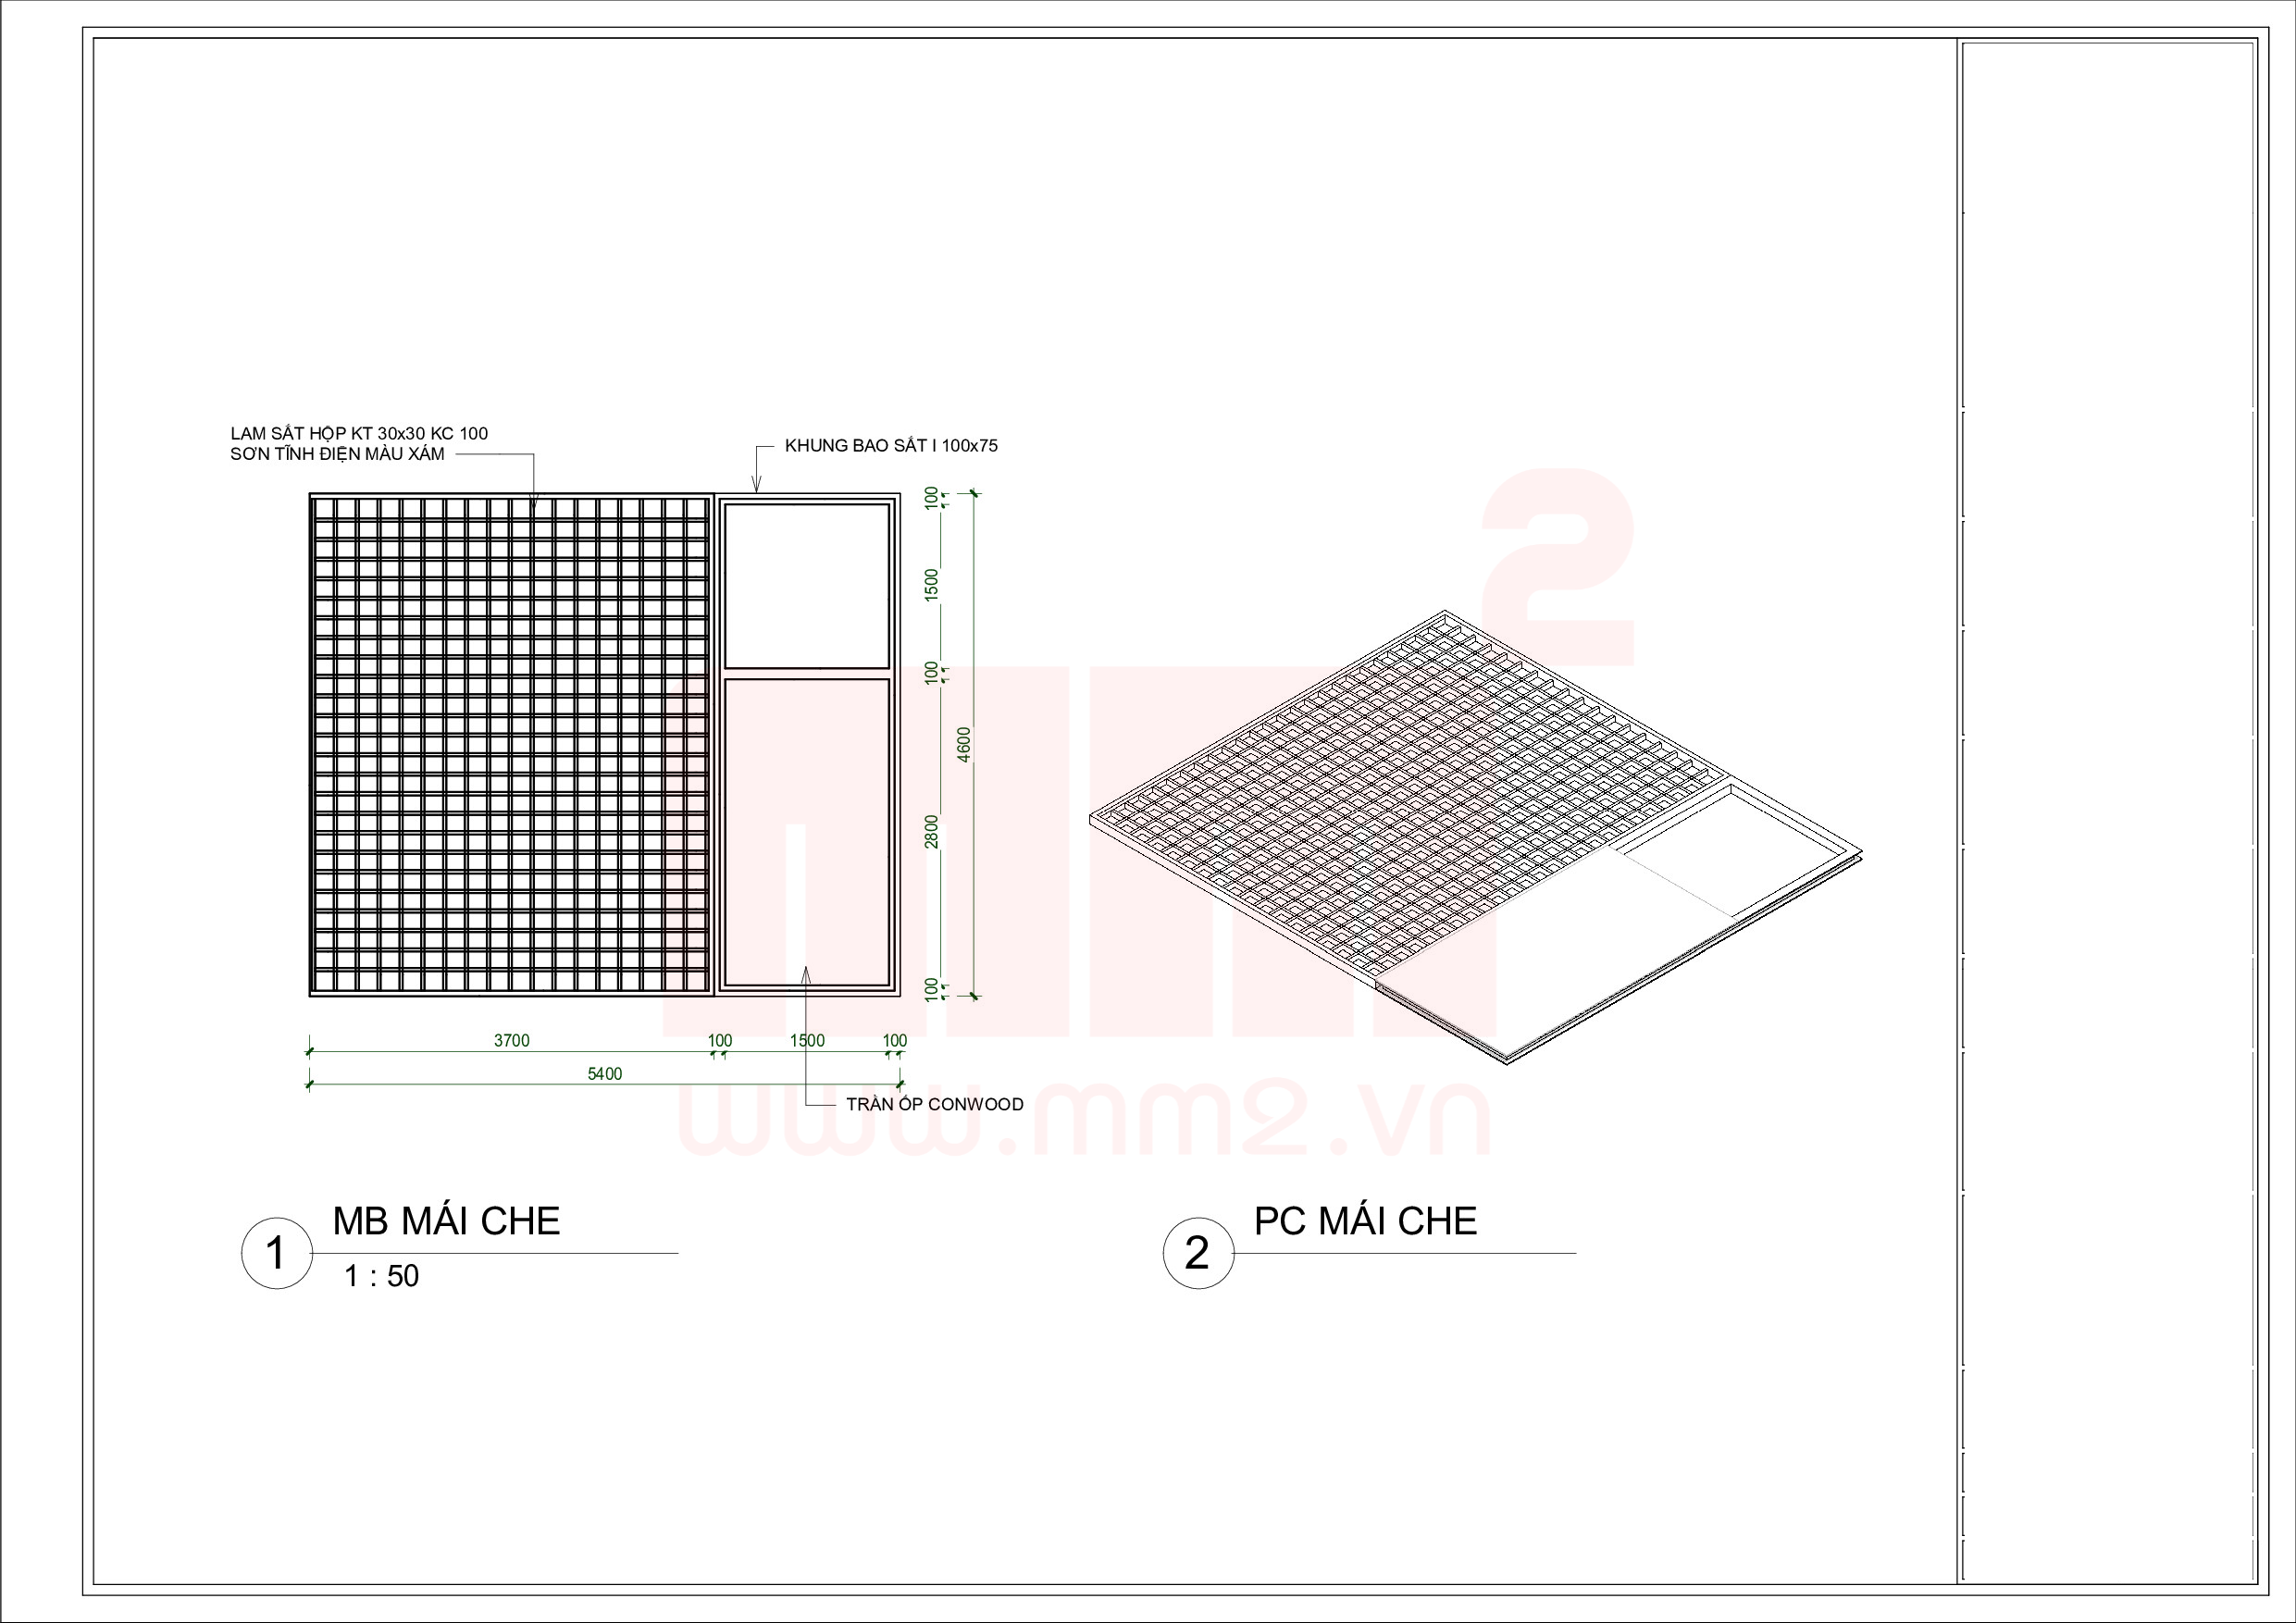 LAM SẮT HỘP KT 30x30 KC 100
SƠN TĨNH ĐIỆN MÀU XÁM
KHUNG BAO SẮT I 100x75
100
1500
100
2800
100
4600
3700
100
1500
100
5400
TRẦN ỐP CONWOOD
2
www.mm2.vn
1
MB MÁI CHE
1 : 50
2
PC MÁI CHE